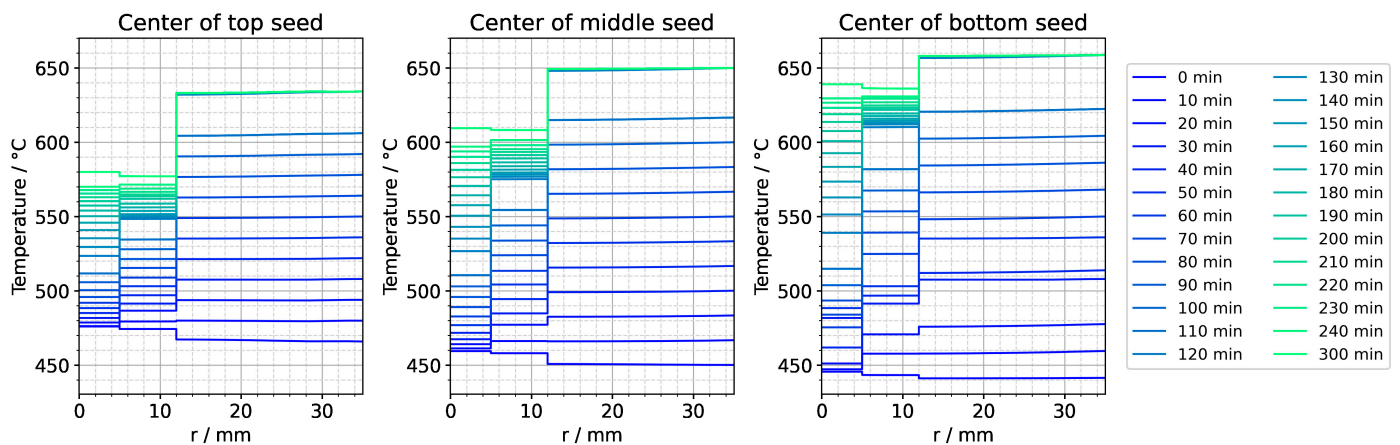 Center of top seed
Center of middle seed
Center of bottom seed
Temperature / °C
650
600
550
500
450
0
10
20
30
r / mm
Temperature / °C
650
600
550
500
450
0
10
20
30
r / mm
Temperature / °C
650
600
550
500
450
0
10
20
30
r / mm
0 min
10 min
20 min
30 min
40 min
50 min
60 min
70 min
80 min
90 min
100 min
110 min
120 min
130 min
140 min
150 min
160 min
170 min
180 min
190 min
200 min
210 min
220 min
230 min
240 min
300 min